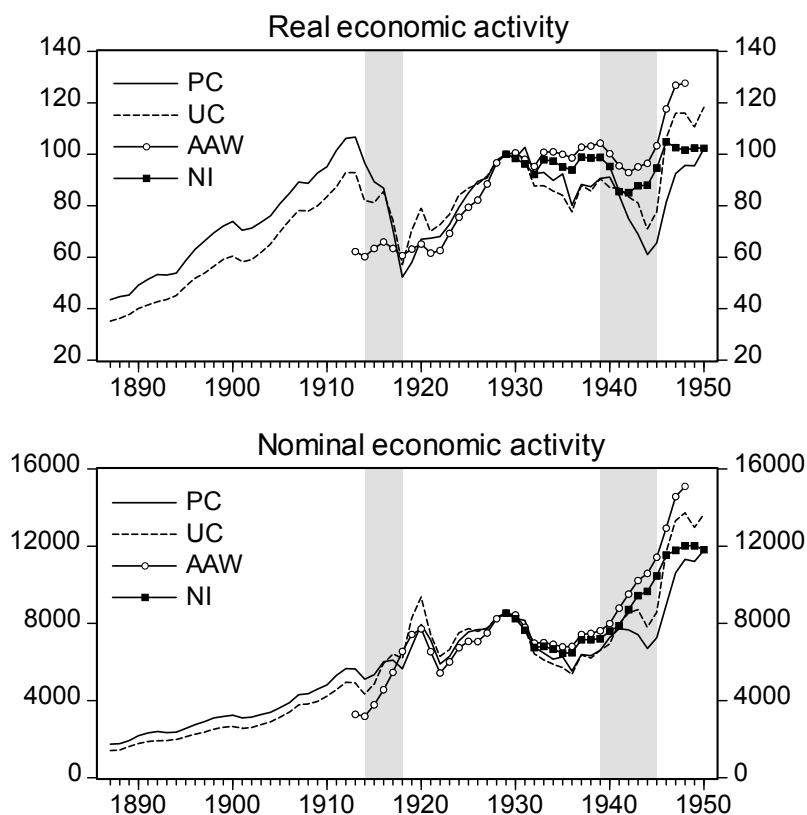 Real economic activity
140 140
120 120
100 100
80 80
60 60
40 40
20 20
PC
UC
AAW
NI
1890 1900 1910 1920 1930 1940 1950
Nominal economic activity
16000 16000
12000 12000
8000 8000
4000 4000
0 0
PC
UC
AAW
NI
1890 1900 1910 1920 1930 1940 1950